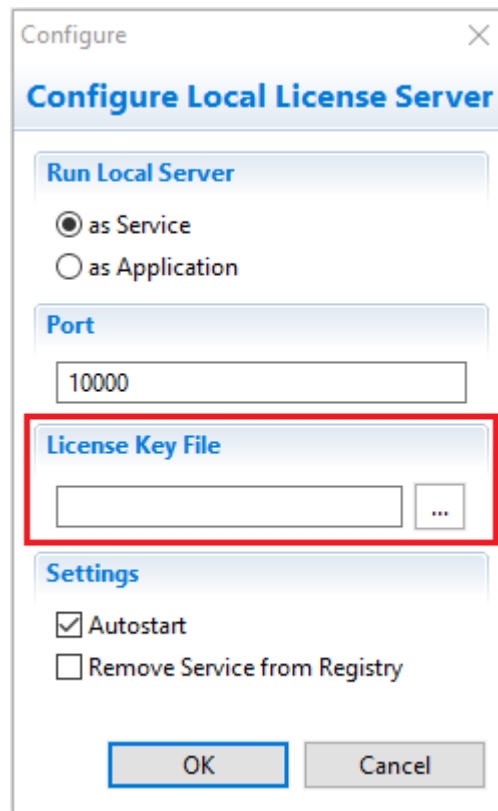 Configure
Configure Local License Server
Run Local Server
as Service
as Application
Port
10000
License Key File
...
Settings
Autostart
Remove Service from Registry
OK Cancel